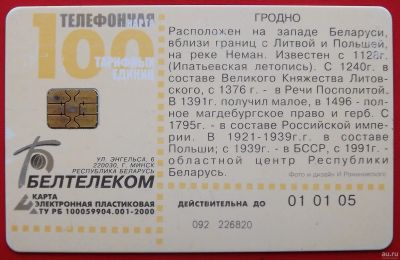 ТЕЛЕФОННАЯ
100
ТАРИФНЫХ
ЕДИНИЦ
ГРОДНО
Расположен на западе Беларуси,
вблизи границ с Литвой и Польшей,
на реке Неман. Известен с 1128г.
(Ипатьевская летопись). С 1240г. в
составе Великого Княжества Литов-
ского, с 1376 г. - в Речи Посполитой.
В 1391г. получил малое, в 1496 - пол-
ное магдебургское право и герб. С
1795г. - в составе Российской импе-
рии. В 1921-1939г.г. - в составе
Польши; с 1939г. - в БССР, с 1991г. -
областной центр Республики
Беларусь.
Фото и дизайн И Романовского
УЛ. ЭНГЕЛЬСА, 6
220030, Г. МИНСК
РЕСПУБЛИКА БЕЛАРУСЬ
БЕЛТЕЛЕКОМ
КАРТА
ЭЛЕКТРОННАЯ ПЛАСТИКОВАЯ
ТУ РБ 100059904.001-2000
ДЕЙСТВИТЕЛЬНА ДО 01 01 05
092 226820
au.ru